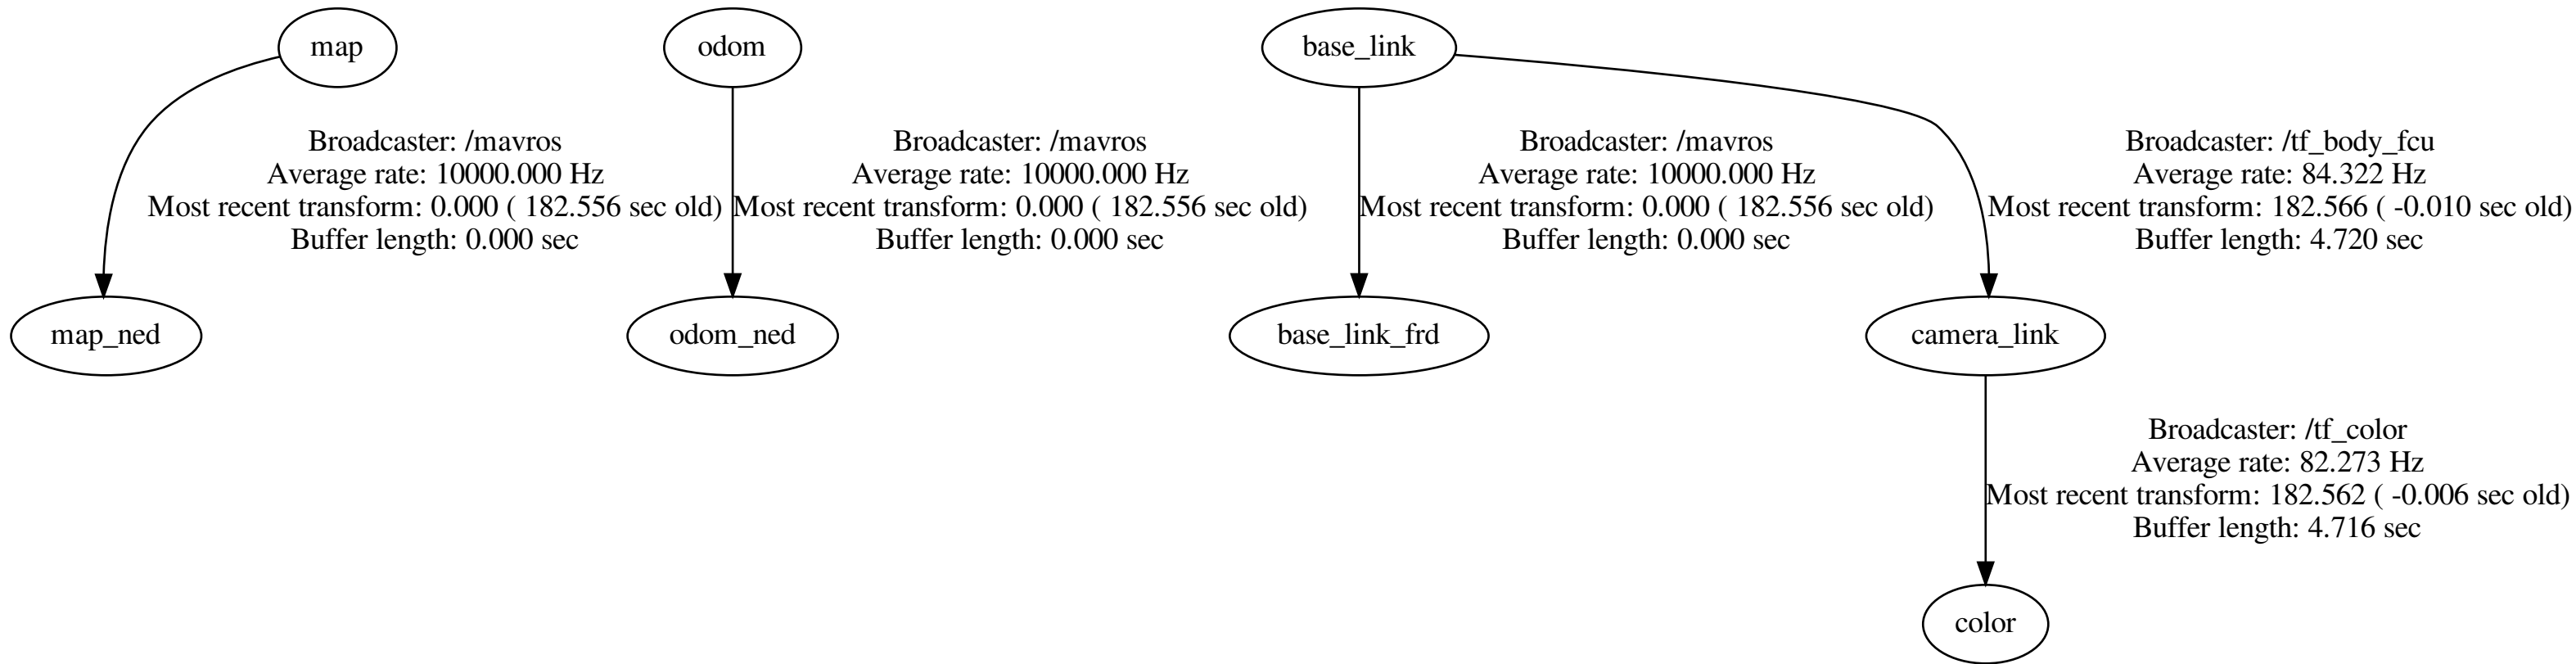 map
odom
base_link
Broadcaster: /mavros
Average rate: 10000.000 Hz
Most recent transform: 0.000 ( 182.556 sec old)
Buffer length: 0.000 sec
Broadcaster: /mavros
Average rate: 10000.000 Hz
Most recent transform: 0.000 ( 182.556 sec old)
Buffer length: 0.000 sec
Broadcaster: /mavros
Average rate: 10000.000 Hz
Most recent transform: 0.000 ( 182.556 sec old)
Buffer length: 0.000 sec
Broadcaster: /tf_body_fcu
Average rate: 84.322 Hz
Most recent transform: 182.566 ( -0.010 sec old)
Buffer length: 4.720 sec
map_ned
odom_ned
base_link_frd
camera_link
Broadcaster: /tf_color
Average rate: 82.273 Hz
Most recent transform: 182.562 ( -0.006 sec old)
Buffer length: 4.716 sec
color